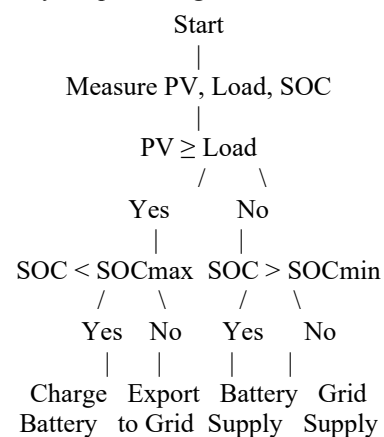 Start
|
Measure PV, Load, SOC
|
PV ≥ Load
/ \
Yes No
| |
SOC < SOCmax SOC > SOCmin
/ \ / \
Yes No Yes No
| | | |
Charge Export Battery Grid
Battery to Grid Supply Supply